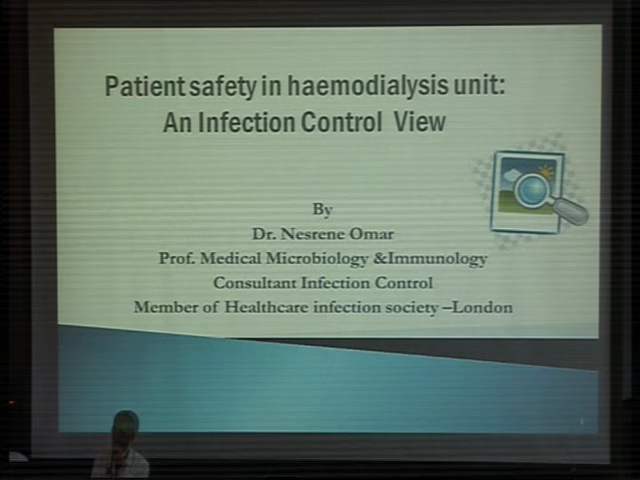 Patient safety in haemodialysis unit:
An Infection Control View
By
Dr. Nesrene Omar
Prof. Medical Microbiology &Immunology
Consultant Infection Control
Member of Healthcare infection society –London